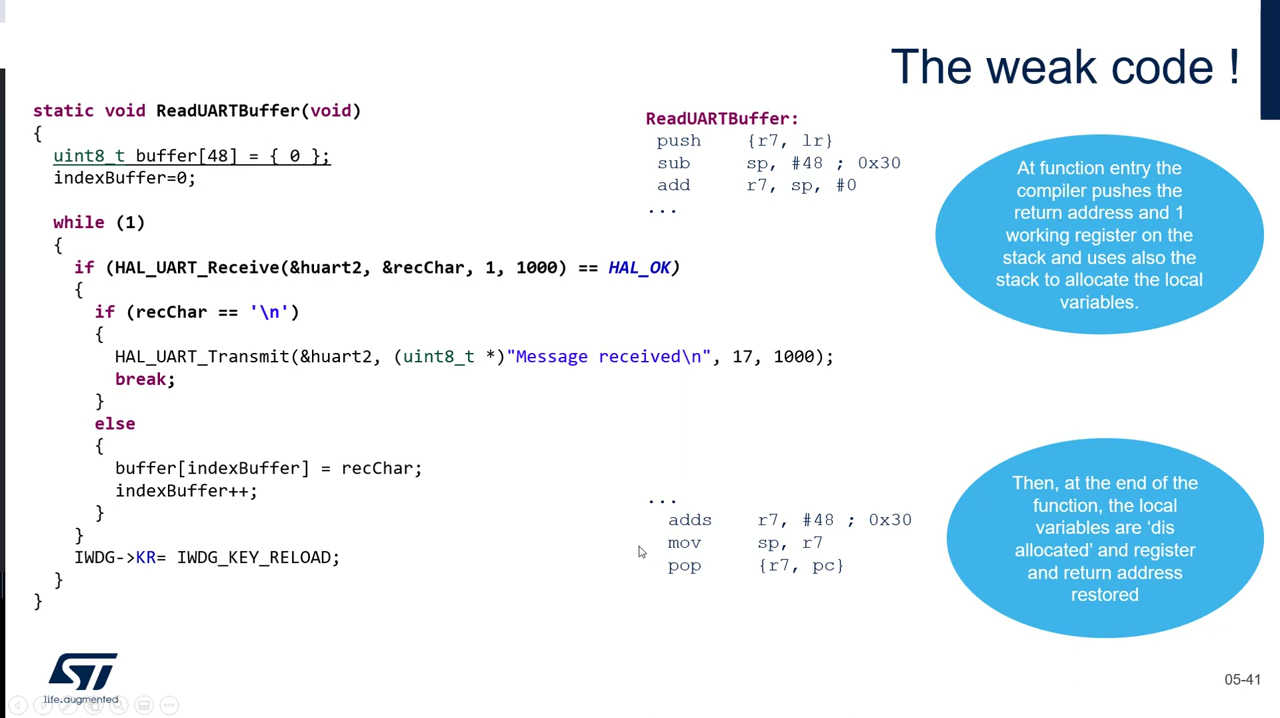 The weak code !
static void ReadUARTBuffer(void)
{
uint8_t buffer[48] = { 0 };
indexBuffer=0;
while (1)
{
if (HAL_UART_Receive(&huart2, &recChar, 1, 1000) == HAL_OK)
{
if (recChar == '\n')
{
HAL_UART_Transmit(&huart2, (uint8_t *)"Message received\n", 17, 1000);
break;
}
else
{
buffer[indexBuffer] = recChar;
indexBuffer++;
}
}
IWDG->KR= IWDG_KEY_RELOAD;
}
}
ReadUARTBuffer:
push {r7, lr}
sub sp, #48 ; 0x30
add r7, sp, #0
...
At function entry the
compiler pushes the
return address and 1
working register on the
stack and uses also the
stack to allocate the local
variables.
...
adds r7, #48 ; 0x30
mov sp, r7
pop {r7, pc}
Then, at the end of the
function, the local
variables are ‘dis
allocated’ and register
and return address
restored
ST
life.augmented
05-41